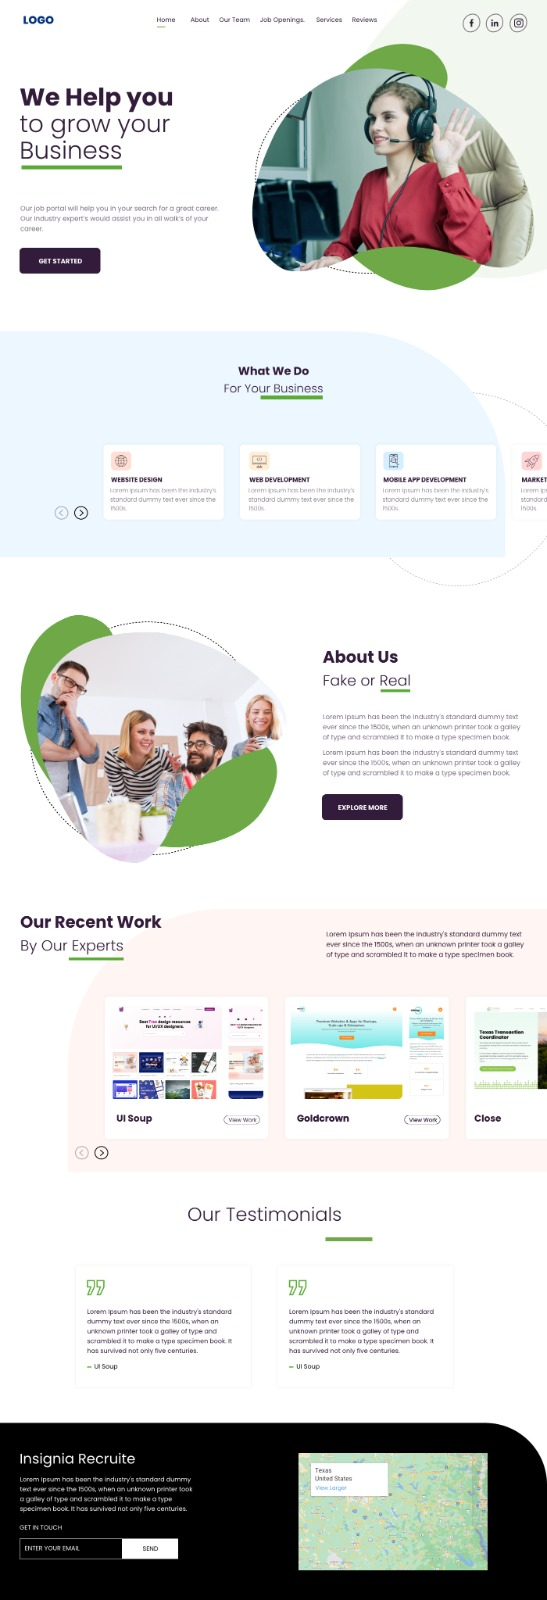 LOGO
Home About Our Team Job Openings. Services Reviews
We Help you
to grow your
Business
Our job portal will help you in your search for a great career.
Our industry expert's would assist you in all walk's of your
career.
GET STARTED
What We Do
For Your Business
WEBSITE DESIGN
Lorem Ipsum has been the industry's
standard dummy text ever since the
1500s.
WEB DEVELOPMENT
Lorem Ipsum has been the industry's
standard dummy text ever since the
1500s.
MOBILE APP DEVELOPMENT
Lorem Ipsum has been the industry's
standard dummy text ever since the
1500s.
MARKET
Lorem Ips
standard
1500s.
About Us
Fake or Real
Lorem Ipsum has been the industry's standard dummy text
ever since the 1500s, when an unknown printer took a galley
of type and scrambled it to make a type specimen book.
Lorem Ipsum has been the industry's standard dummy text
ever since the 1500s, when an unknown printer took a galley
of type and scrambled it to make a type specimen book.
EXPLORE MORE
Our Recent Work
By Our Experts
Lorem Ipsum has been the industry's standard dummy text
ever since the 1500s, when an unknown printer took a galley
of type and scrambled it to make a type specimen book.
Best Free design resources
for UI/UX designers.
UI Soup
View Work
Premium Websites & Apps for Startups,
Goldcrown
View Work
Texas Transaction
Coordinator
Close
Our Testimonials
Lorem Ipsum has been the industry's standard
dummy text ever since the 1500s, when an
unknown printer took a galley of type and
scrambled it to make a type specimen book. It
has survived not only five centuries.
UI Soup
Lorem Ipsum has been the industry's standard
dummy text ever since the 1500s, when an
unknown printer took a galley of type and
scrambled it to make a type specimen book. It
has survived not only five centuries.
UI Soup
Insignia Recruite
Lorem Ipsum has been the industry's standard dummy
text ever since the 1500s, when an unknown printer took
a galley of type and scrambled it to make a type
specimen book. It has survived not only five centuries.
GET IN TOUCH
ENTER YOUR EMAIL
SEND
Texas
United States
View Larger